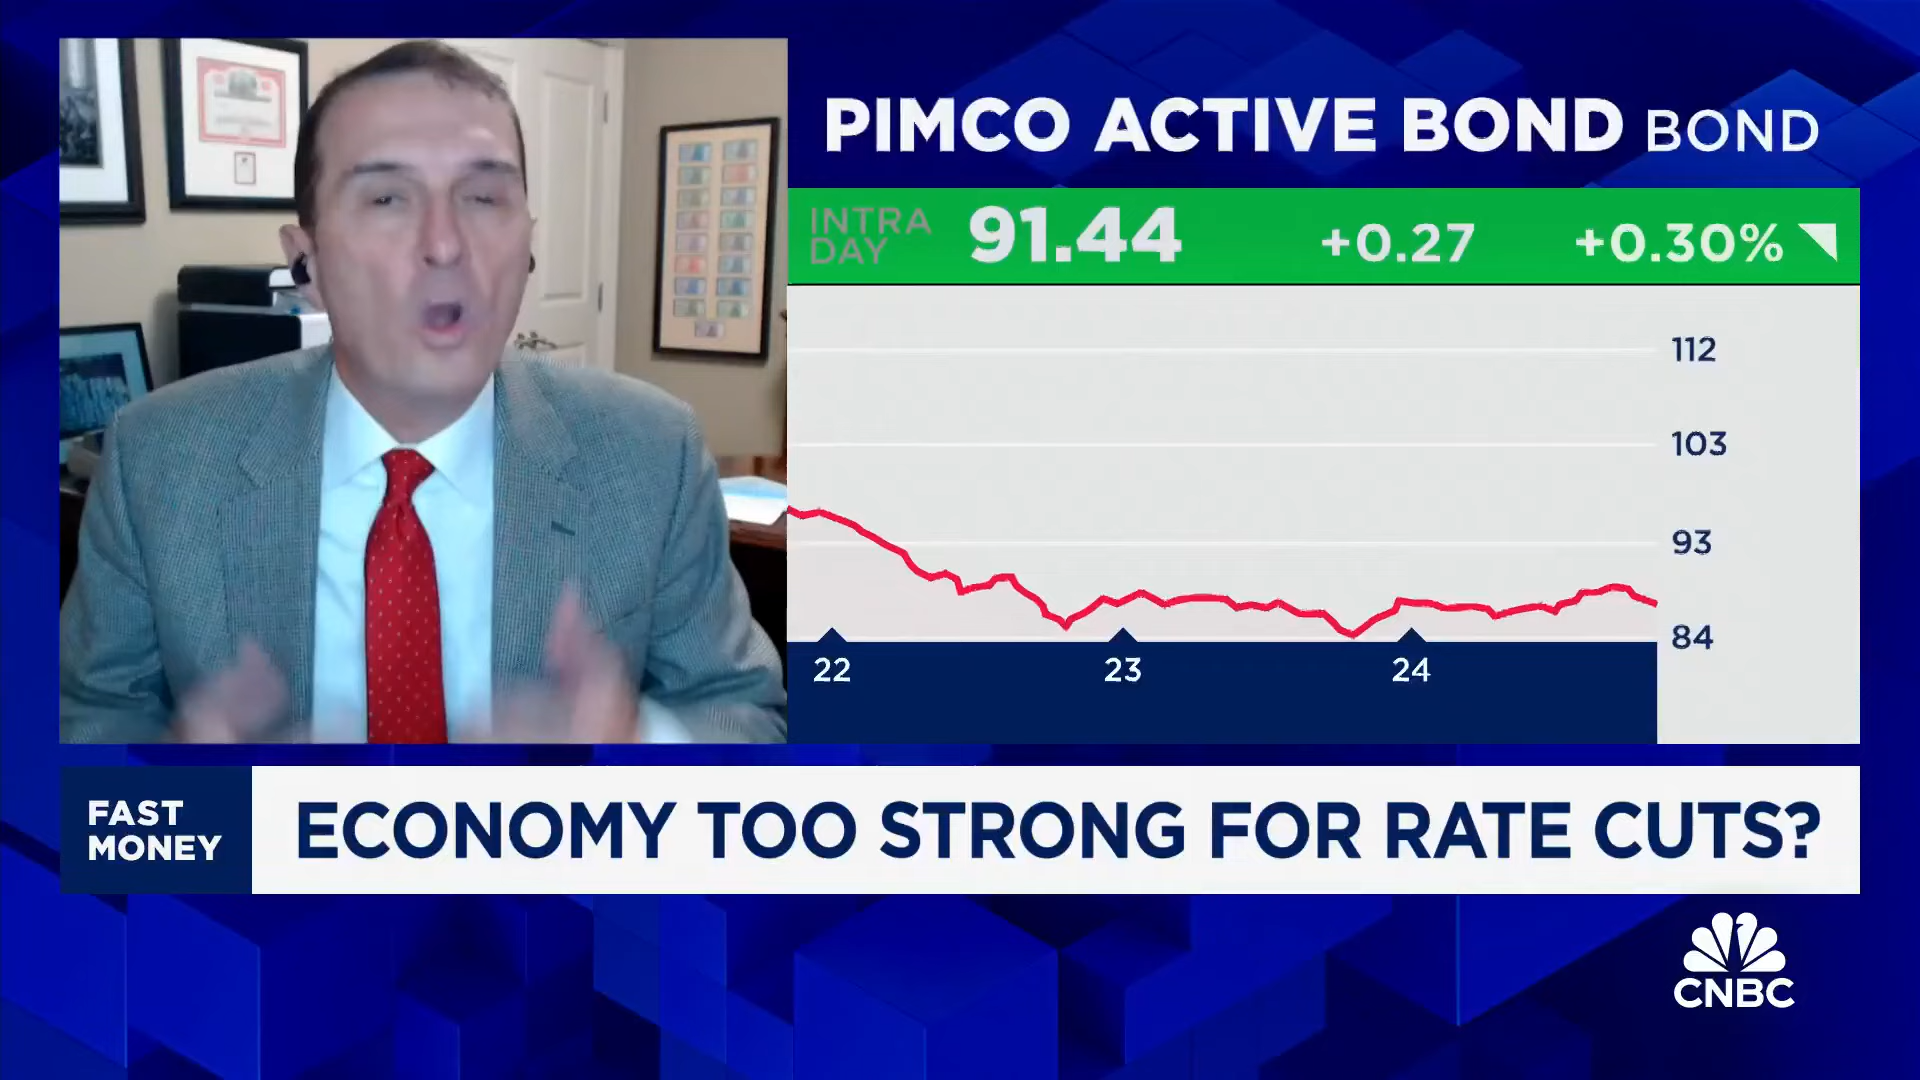 PIMCO ACTIVE BOND BOND
INTRA
DAY
91.44 +0.27 +0.30%
112
103
93
84
22 23 24
FAST
MONEY
ECONOMY TOO STRONG FOR RATE CUTS?
CNBC